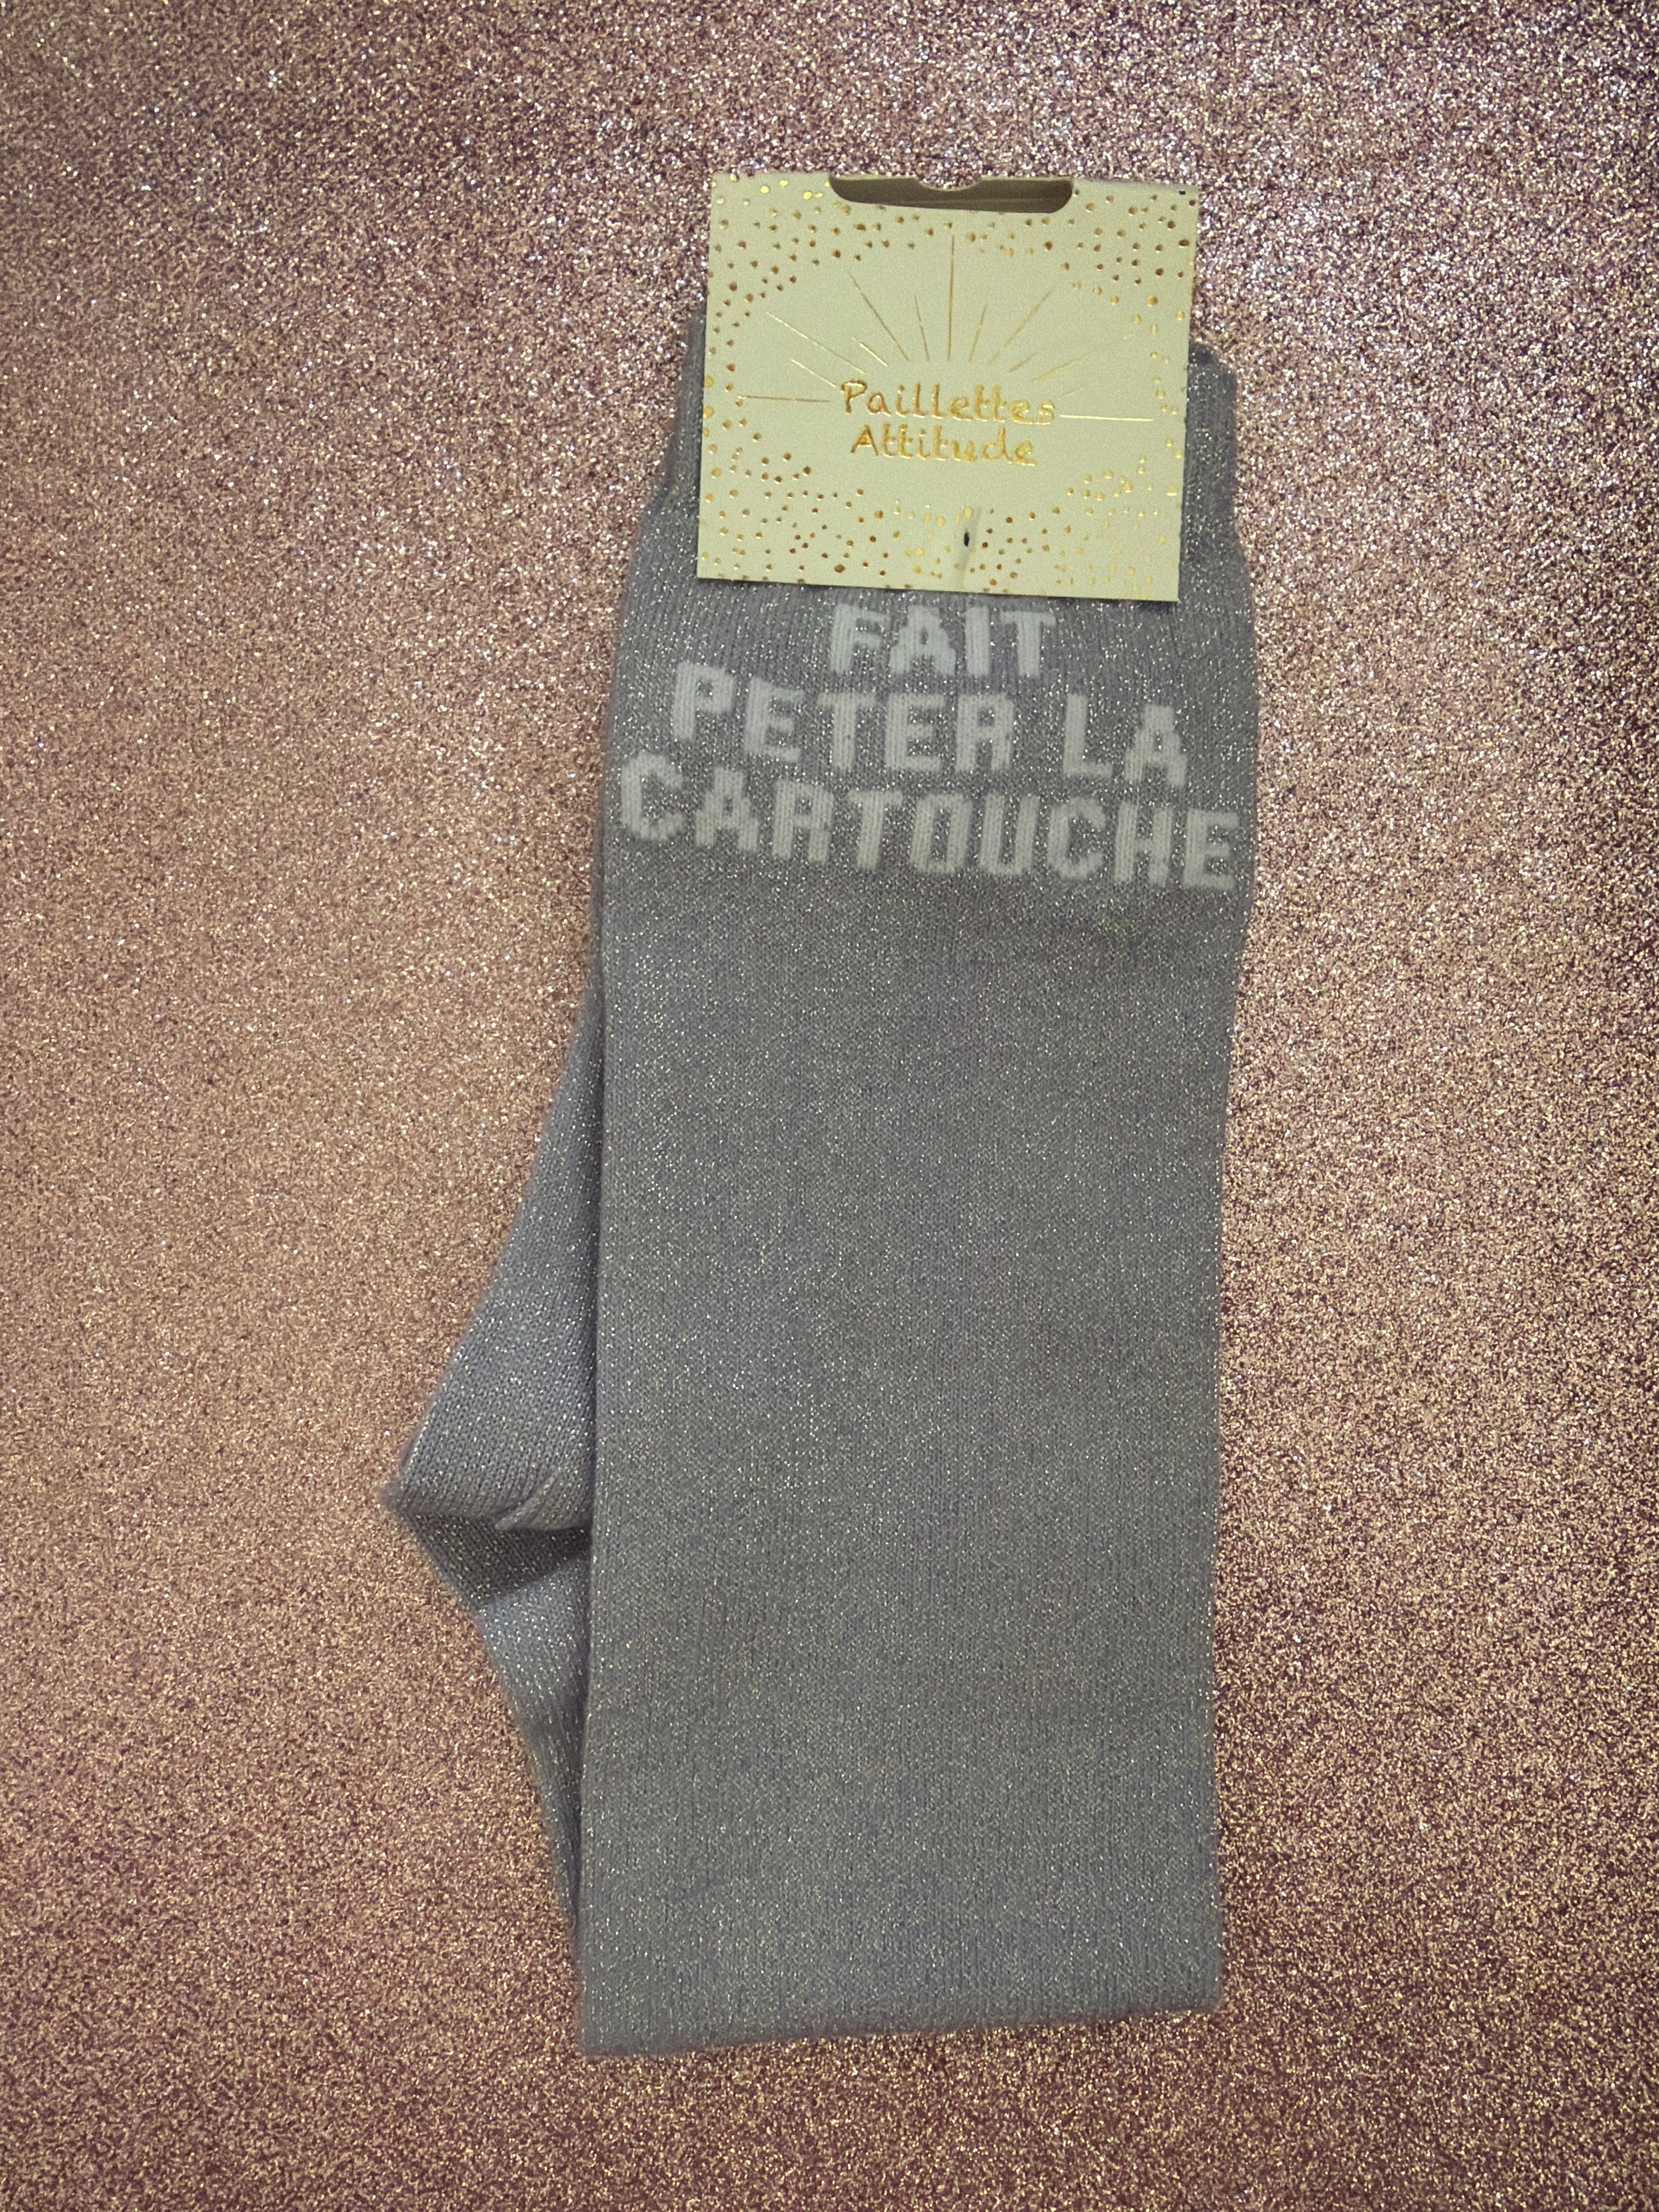 Paillettes
Attitude
FAIT
PETER LA
CARTOUCHE